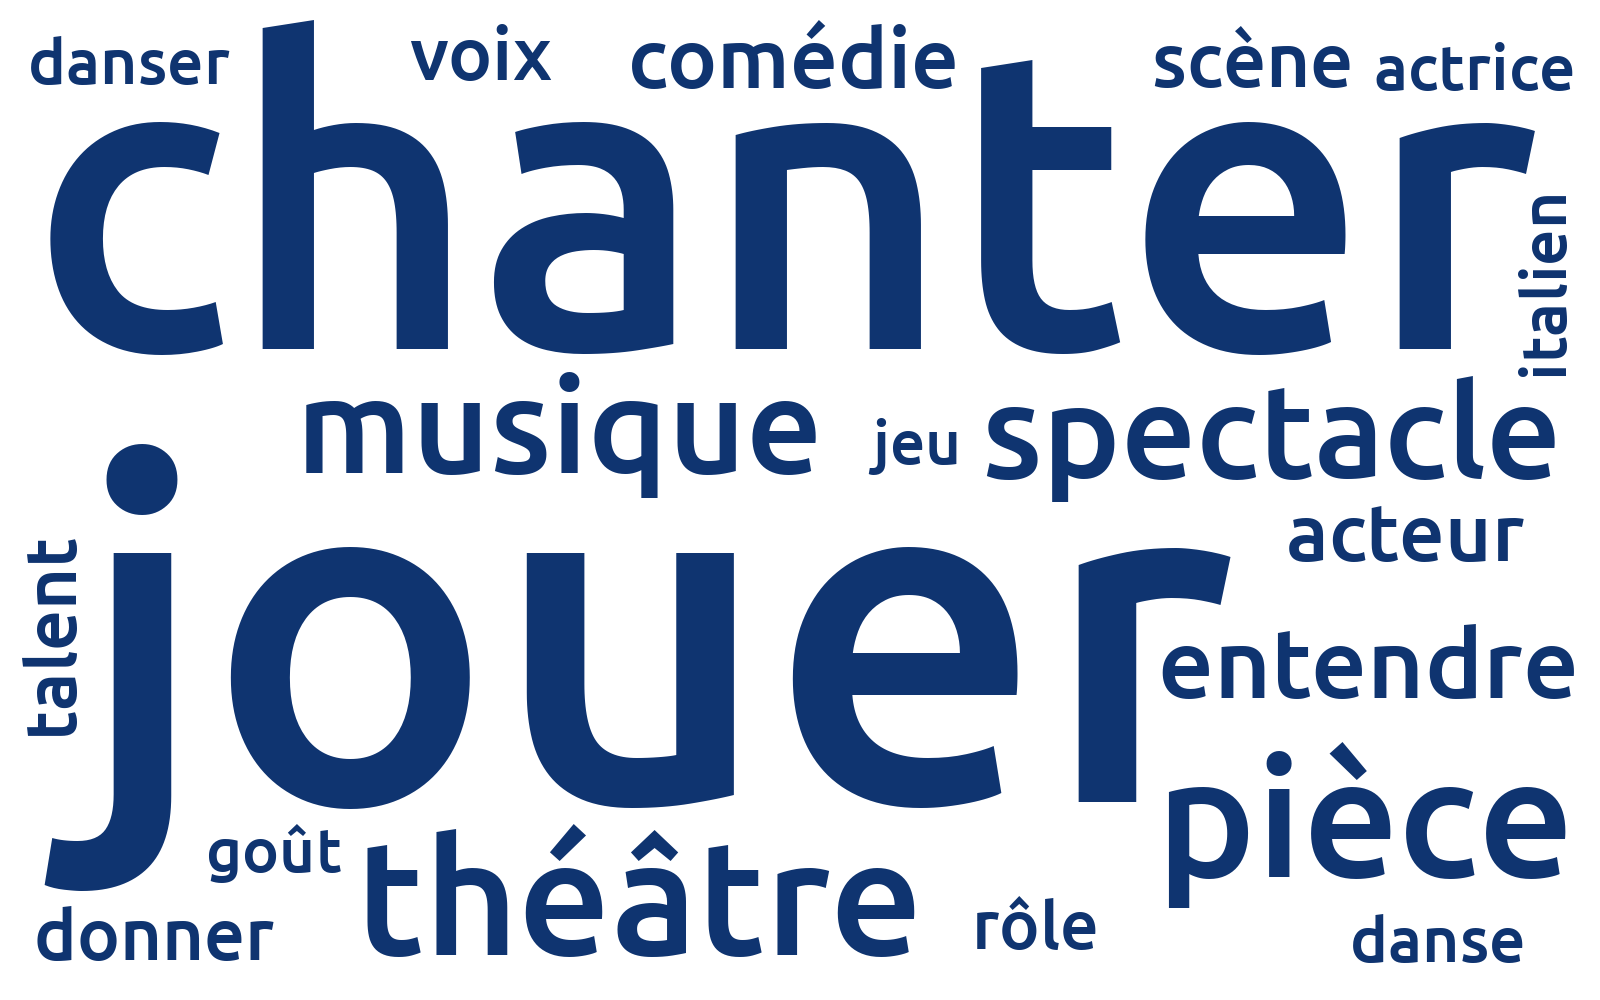 danser voix comédie scène actrice
chanter
italien
musique jeu spectacle
acteur
talent
jouer
entendre
pièce
goût
théâtre
donner
rôle
danse